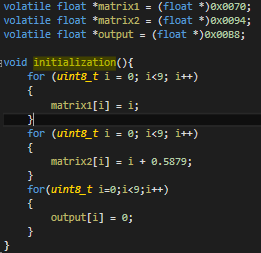 volatile float *matrix1 = (float *)0x0070;
volatile float *matrix2 = (float *)0x0094;
volatile float *output = (float *)0x00B8;
void initialization(){
for (uint8_t i = 0; i<9; i++)
{
matrix1[i] = i;
}
for (uint8_t i = 0; i<9; i++)
{
matrix2[i] = i + 0.5879;
}
for(uint8_t i=0;i<9;i++)
{
output[i] = 0;
}
}